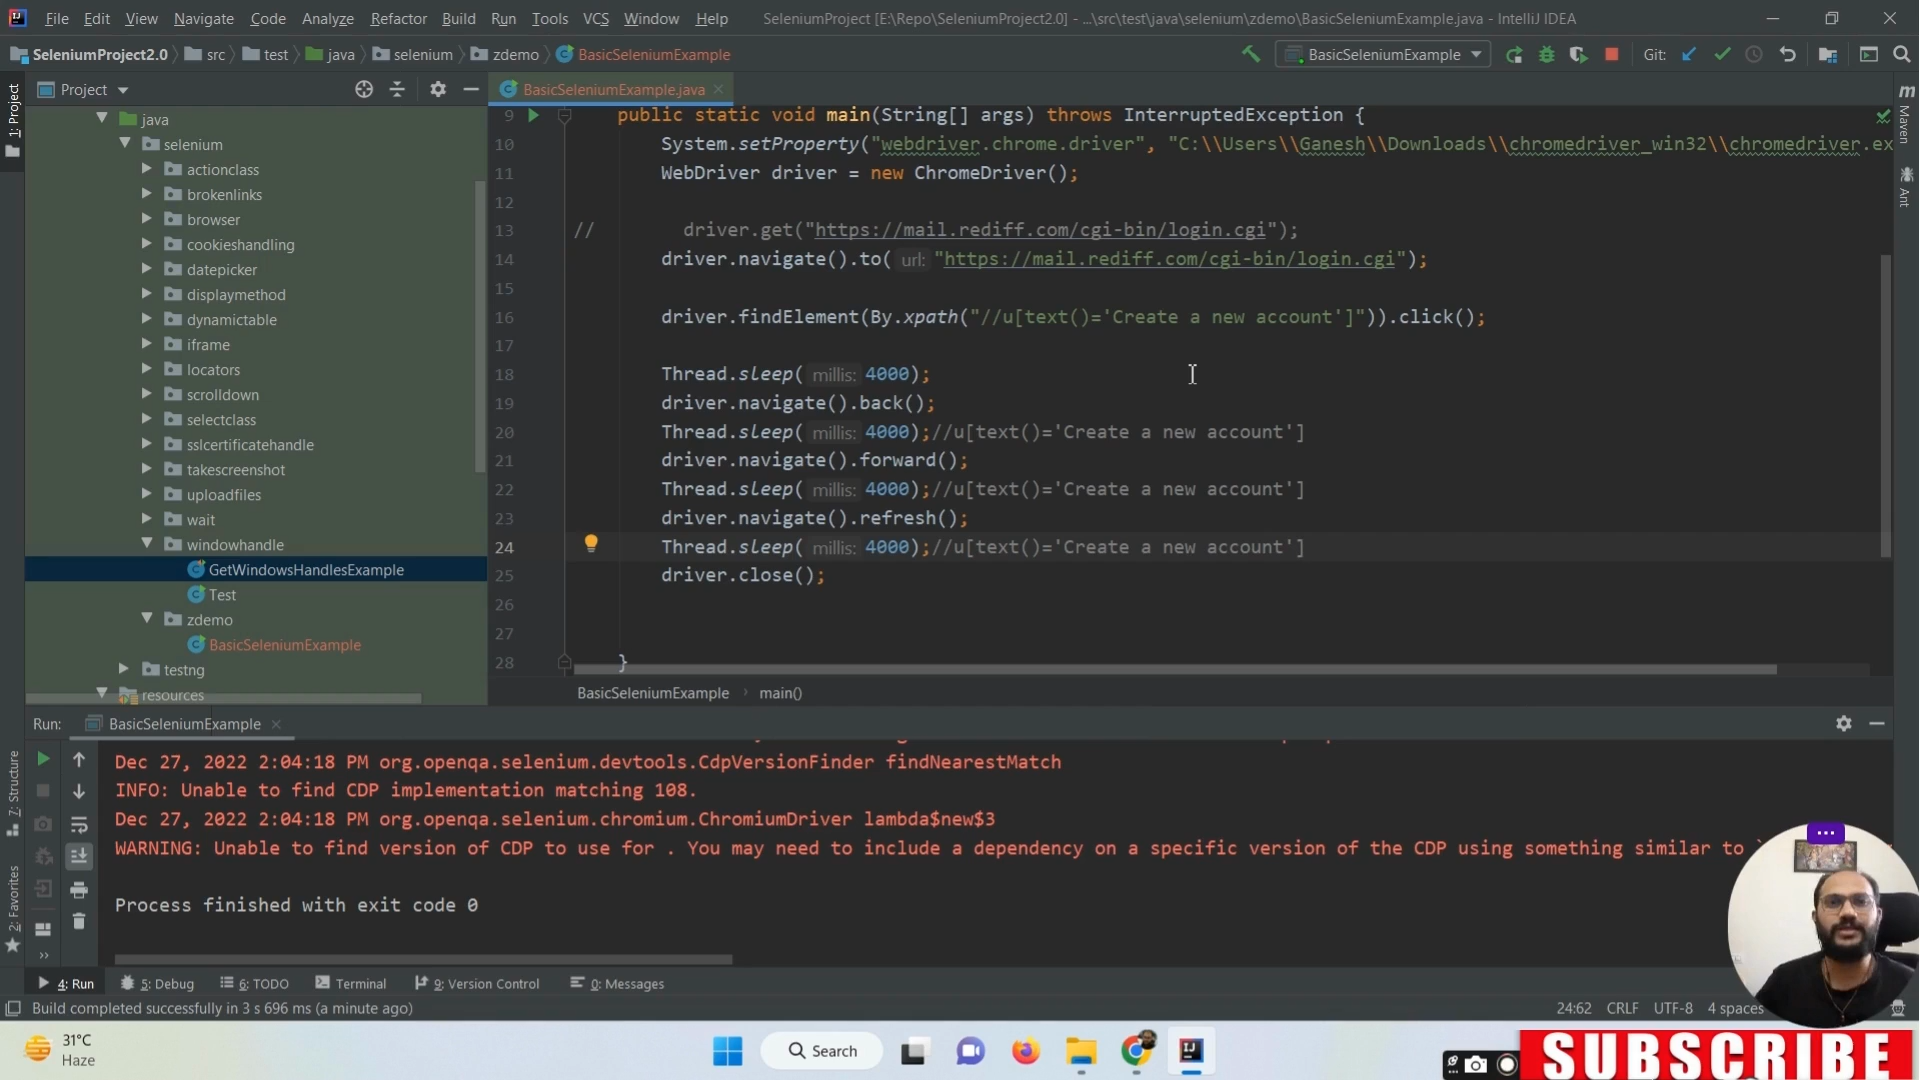 File Edit View Navigate Code Analyze Refactor Build Run Tools VCS Window Help SeleniumProject [E:\Repo\SeleniumProject2.0] - ...\src\test\java\selenium\zdemo\BasicSeleniumExample.java - IntelliJ IDEA
SeleniumProject2.0 src test java selenium zdemo BasicSeleniumExample BasicSeleniumExample Git:
1: Project
Project
java
selenium
actionclass
brokenlinks
browser
cookieshandling
datepicker
displaymethod
dynamictable
iframe
locators
scrolldown
selectclass
sslcertificatehandle
takescreenshot
uploadfiles
wait
windowhandle
GetWindowsHandlesExample
Test
zdemo
BasicSeleniumExample
testng
resources
BasicSeleniumExample.java
9 public static void main(String[] args) throws InterruptedException {
10 System.setProperty("webdriver.chrome.driver", "C:\\Users\\Ganesh\\Downloads\\chromedriver_win32\\chromedriver.ex
11 WebDriver driver = new ChromeDriver();
12
13 // driver.get("https://mail.rediff.com/cgi-bin/login.cgi");
14 driver.navigate().to( url: "https://mail.rediff.com/cgi-bin/login.cgi");
15
16 driver.findElement(By.xpath("//u[text()='Create a new account']")).click();
17
18 Thread.sleep( millis: 4000);
19 driver.navigate().back();
20 Thread.sleep( millis: 4000);//u[text()='Create a new account']
21 driver.navigate().forward();
22 Thread.sleep( millis: 4000);//u[text()='Create a new account']
23 driver.navigate().refresh();
24 Thread.sleep( millis: 4000);//u[text()='Create a new account']
25 driver.close();
26
27
28 }
BasicSeleniumExample main()
Maven
Ant
Run: BasicSeleniumExample
Dec 27, 2022 2:04:18 PM org.openqa.selenium.devtools.CdpVersionFinder findNearestMatch
INFO: Unable to find CDP implementation matching 108.
Dec 27, 2022 2:04:18 PM org.openqa.selenium.chromium.ChromiumDriver lambda$new$3
WARNING: Unable to find version of CDP to use for . You may need to include a dependency on a specific version of the CDP using something similar to `
Process finished with exit code 0
7: Structure
2: Favorites
4: Run 5: Debug 6: TODO Terminal 9: Version Control 0: Messages
Build completed successfully in 3 s 696 ms (a minute ago) 24:62 CRLF UTF-8 4 spaces
31°C
Haze
Search
SUBSCRIBE